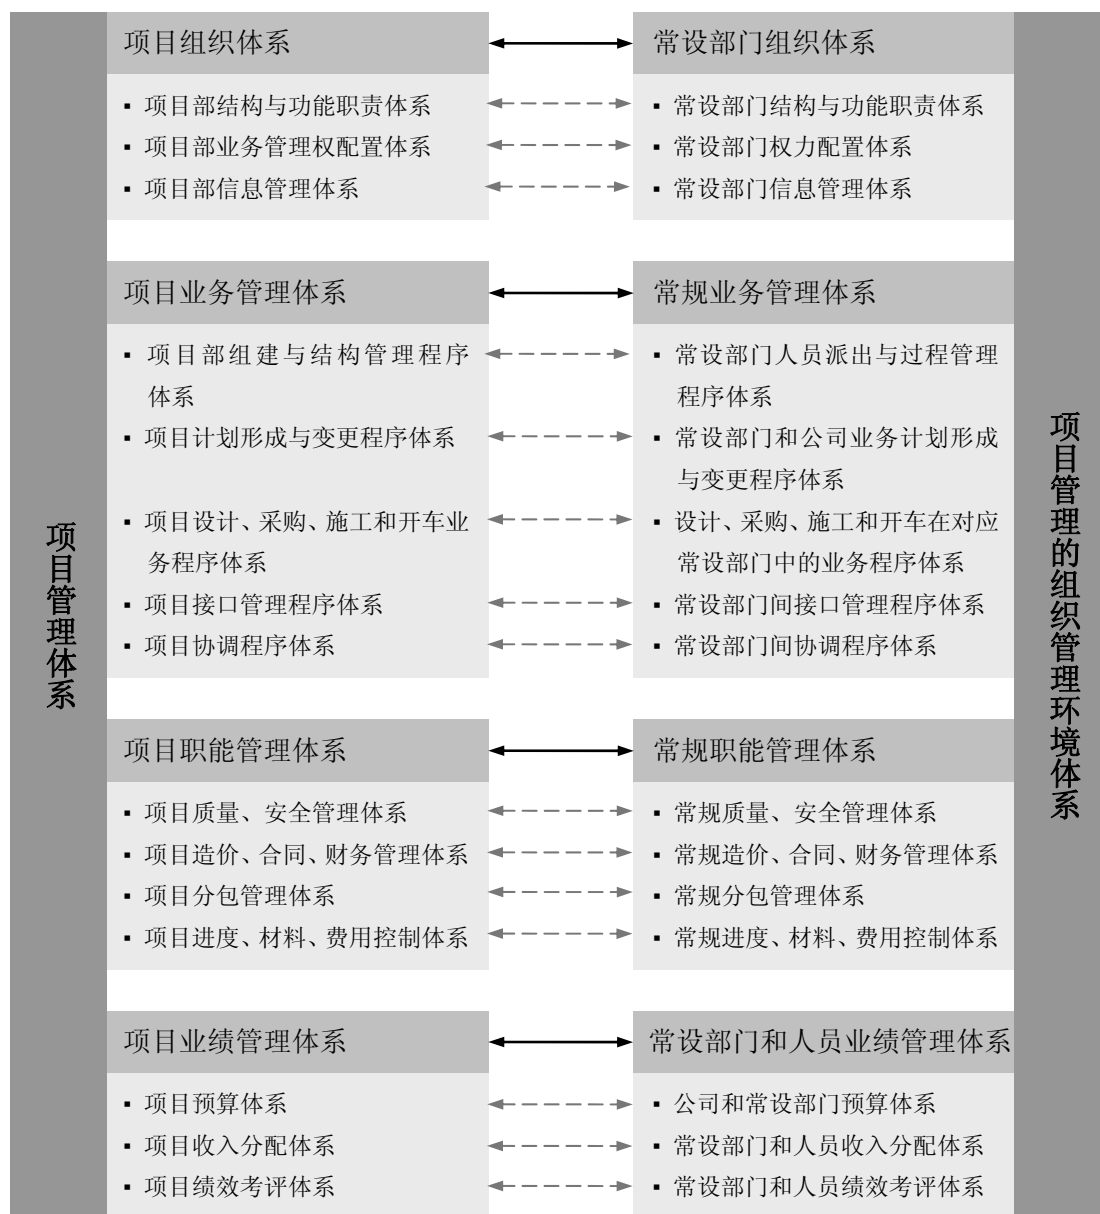 项目管理体系
项目组织体系
常设部门组织体系
▪ 项目部结构与功能职责体系
▪ 常设部门结构与功能职责体系
▪ 项目部业务管理权配置体系
▪ 常设部门权力配置体系
▪ 项目部信息管理体系
▪ 常设部门信息管理体系
项目业务管理体系
常规业务管理体系
▪ 项目部组建与结构管理程序
体系
▪ 常设部门人员派出与过程管理
程序体系
▪ 项目计划形成与变更程序体系
▪ 常设部门和公司业务计划形成
与变更程序体系
▪ 项目设计、采购、施工和开车业
务程序体系
▪ 设计、采购、施工和开车在对应
常设部门中的业务程序体系
▪ 项目接口管理程序体系
▪ 常设部门间接口管理程序体系
▪ 项目协调程序体系
▪ 常设部门间协调程序体系
项目职能管理体系
常规职能管理体系
▪ 项目质量、安全管理体系
▪ 常规质量、安全管理体系
▪ 项目造价、合同、财务管理体系
▪ 常规造价、合同、财务管理体系
▪ 项目分包管理体系
▪ 常规分包管理体系
▪ 项目进度、材料、费用控制体系
▪ 常规进度、材料、费用控制体系
项目业绩管理体系
常设部门和人员业绩管理体系
▪ 项目预算体系
▪ 公司和常设部门预算体系
▪ 项目收入分配体系
▪ 常设部门和人员收入分配体系
▪ 项目绩效考评体系
▪ 常设部门和人员绩效考评体系
项目管理的组织管理环境体系